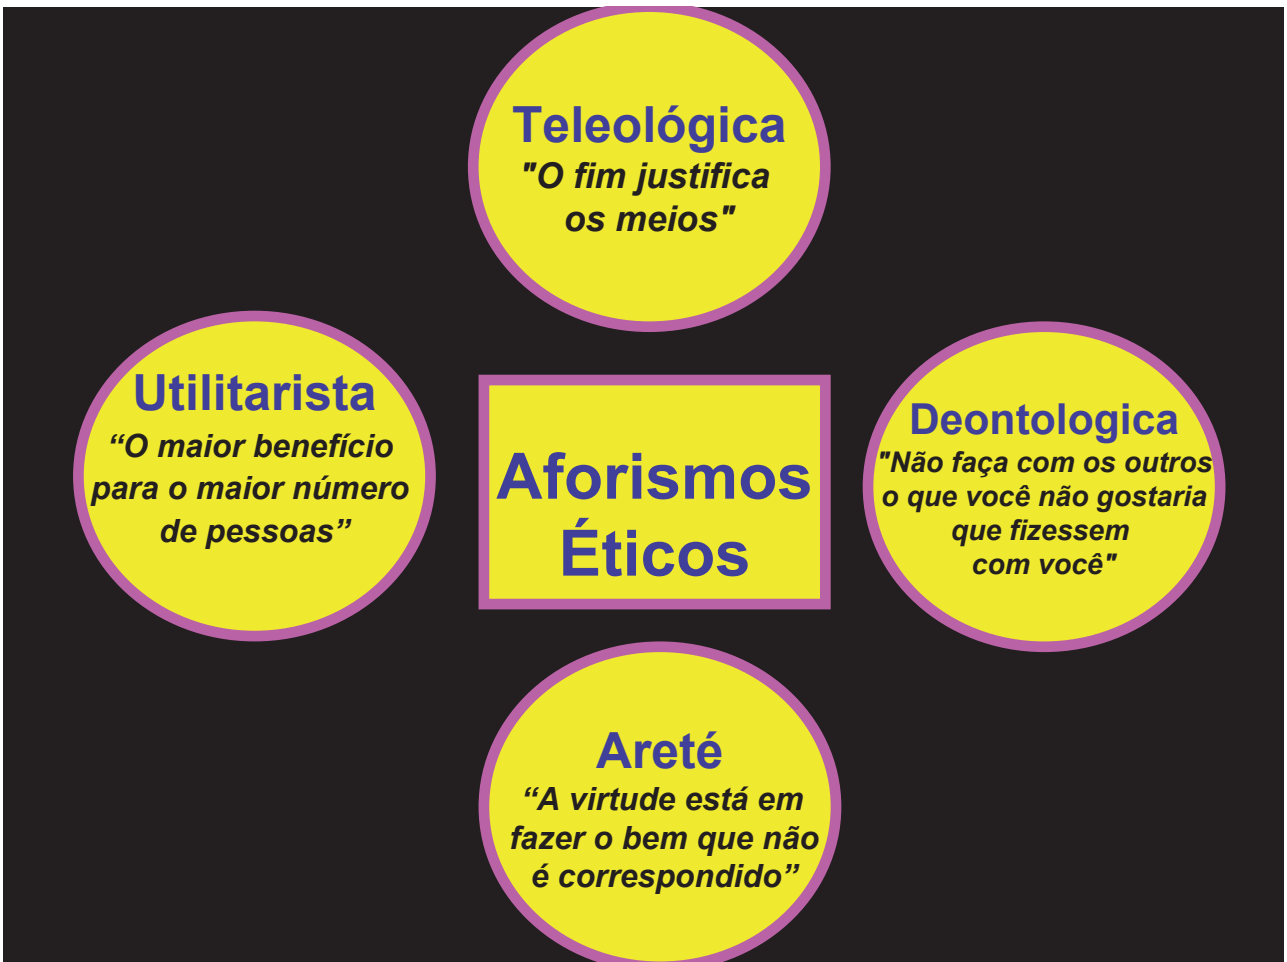 Teleológica
"O fim justifica
os meios"
Utilitarista
“O maior benefício
para o maior número
de pessoas”
Aforismos
Éticos
Deontologica
"Não faça com os outros
o que você não gostaria
que fizessem
com você"
Areté
“A virtude está em
fazer o bem que não
é correspondido”